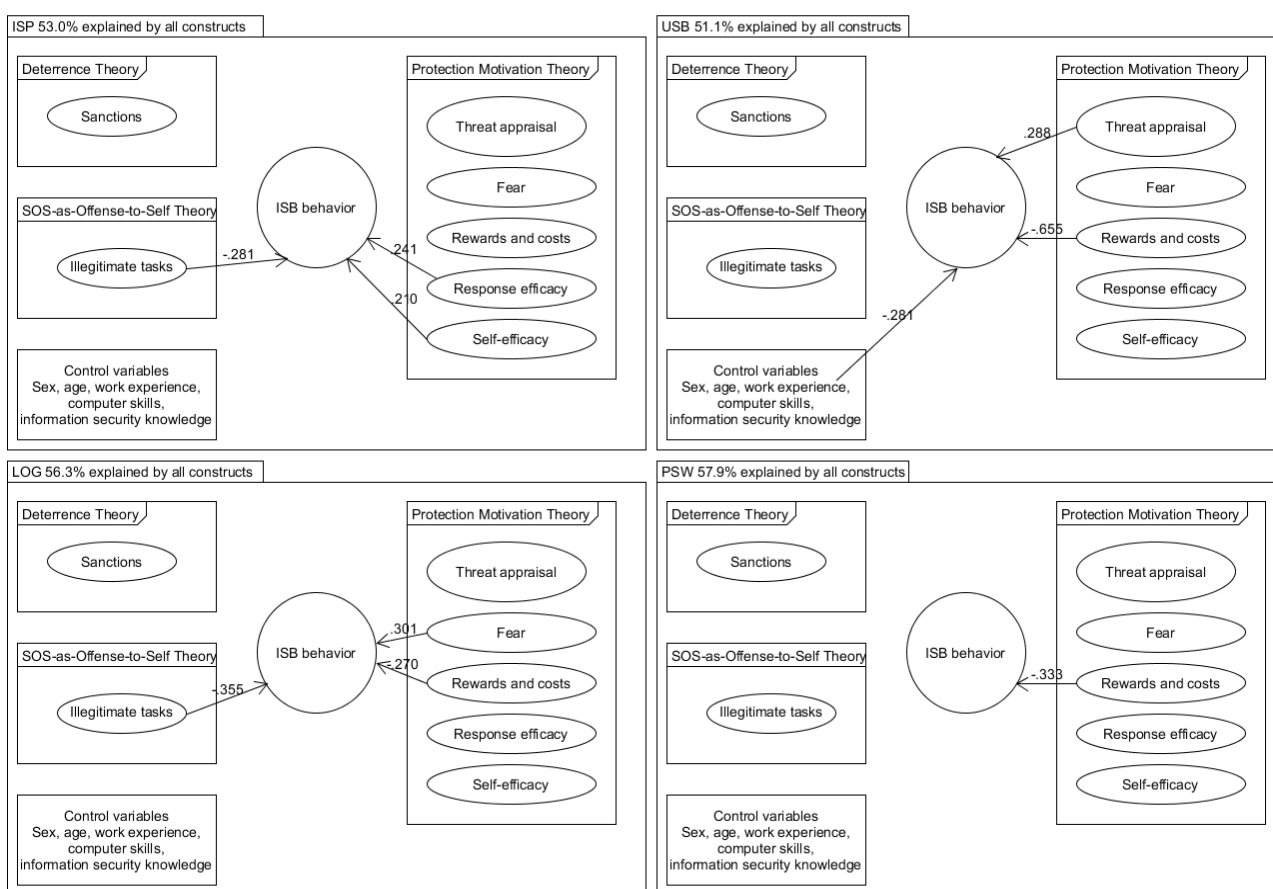 ISP 53.0% explained by all constructs
Deterrence Theory
Sanctions
SOS-as-Offense-to-Self Theory
Illegitimate tasks
-.281
Control variables
Sex, age, work experience,
computer skills,
information security knowledge
ISB behavior
Protection Motivation Theory
Threat appraisal
Fear
Rewards and costs
.241
Response efficacy
.210
Self-efficacy
USB 51.1% explained by all constructs
Deterrence Theory
Sanctions
SOS-as-Offense-to-Self Theory
Illegitimate tasks
Control variables
Sex, age, work experience,
computer skills,
information security knowledge
-.281
ISB behavior
Protection Motivation Theory
.288
Threat appraisal
Fear
-.655
Rewards and costs
Response efficacy
Self-efficacy
LOG 56.3% explained by all constructs
Deterrence Theory
Sanctions
SOS-as-Offense-to-Self Theory
-.355
Illegitimate tasks
Control variables
Sex, age, work experience,
computer skills,
information security knowledge
ISB behavior
Protection Motivation Theory
Threat appraisal
.301
Fear
-.270
Rewards and costs
Response efficacy
Self-efficacy
PSW 57.9% explained by all constructs
Deterrence Theory
Sanctions
SOS-as-Offense-to-Self Theory
Illegitimate tasks
Control variables
Sex, age, work experience,
computer skills,
information security knowledge
ISB behavior
Protection Motivation Theory
Threat appraisal
Fear
-.333
Rewards and costs
Response efficacy
Self-efficacy